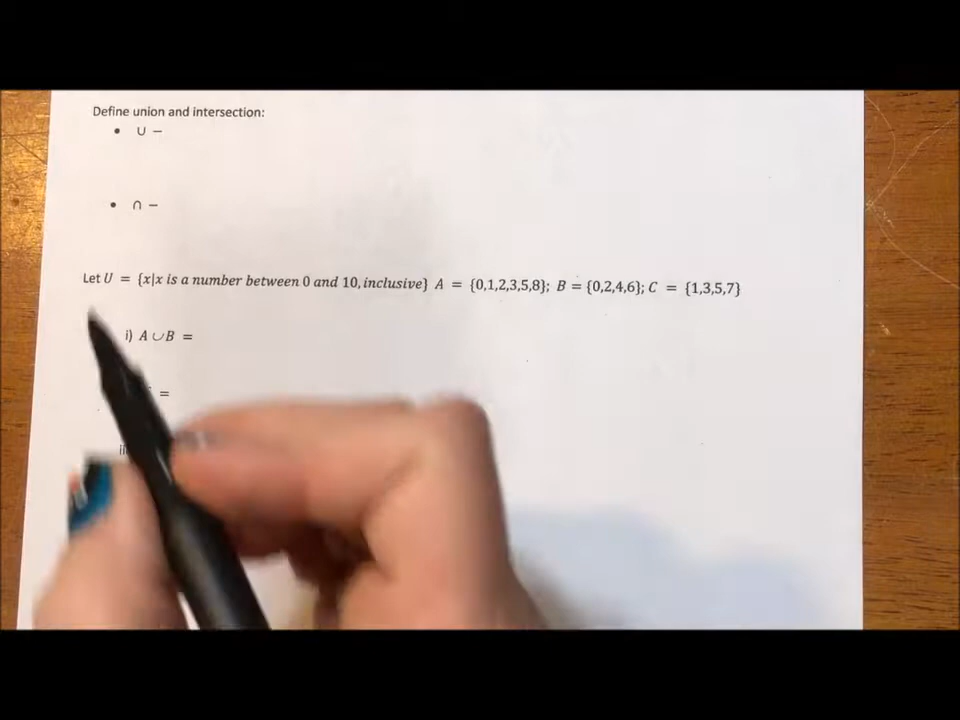 Define union and intersection:
• ∪ –
• ∩ –
Let U = {x|x is a number between 0 and 10, inclusive} A = {0,1,2,3,5,8}; B = {0,2,4,6}; C = {1,3,5,7}
i) A ∪ B =
=